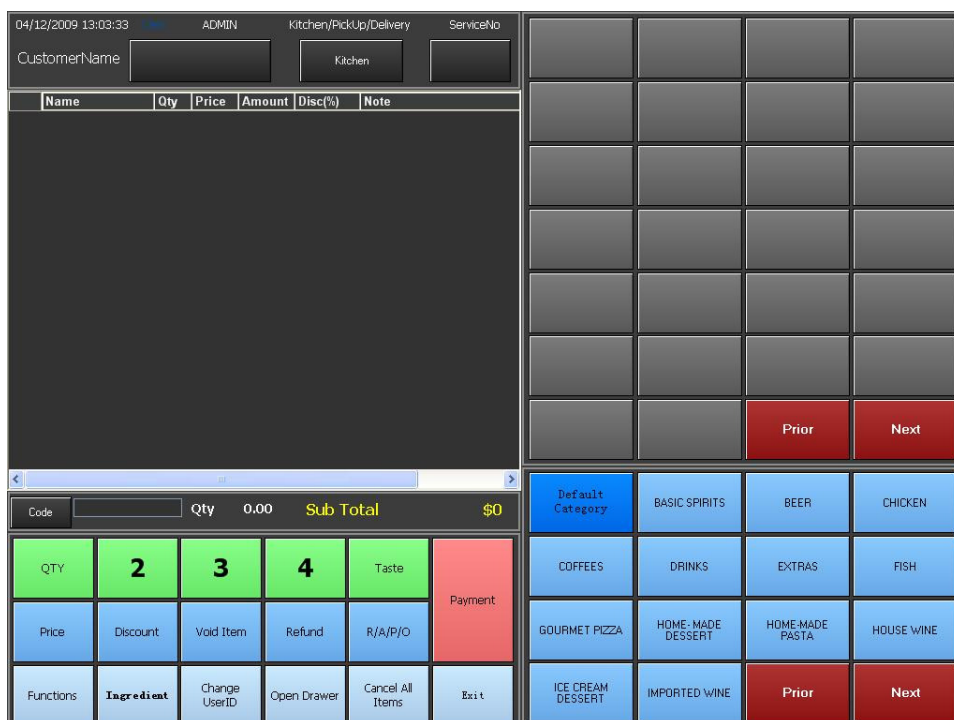 04/12/2009 13:03:33 ADMIN Kitchen/PickUp/Delivery ServiceNo
CustomerName Kitchen
Name Qty Price Amount Disc(%) Note
Prior Next
Code Qty 0.00 Sub Total $0
QTY 2 3 4 Taste Payment
Price Discount Void Item Refund R/A/P/O
Functions Ingredient Change UserID Open Drawer Cancel All Items Exit
Default Category BASIC SPIRITS BEER CHICKEN
COFFEES DRINKS EXTRAS FISH
GOURMET PIZZA HOME-MADE DESSERT HOME-MADE PASTA HOUSE WINE
ICE CREAM DESSERT IMPORTED WINE Prior Next